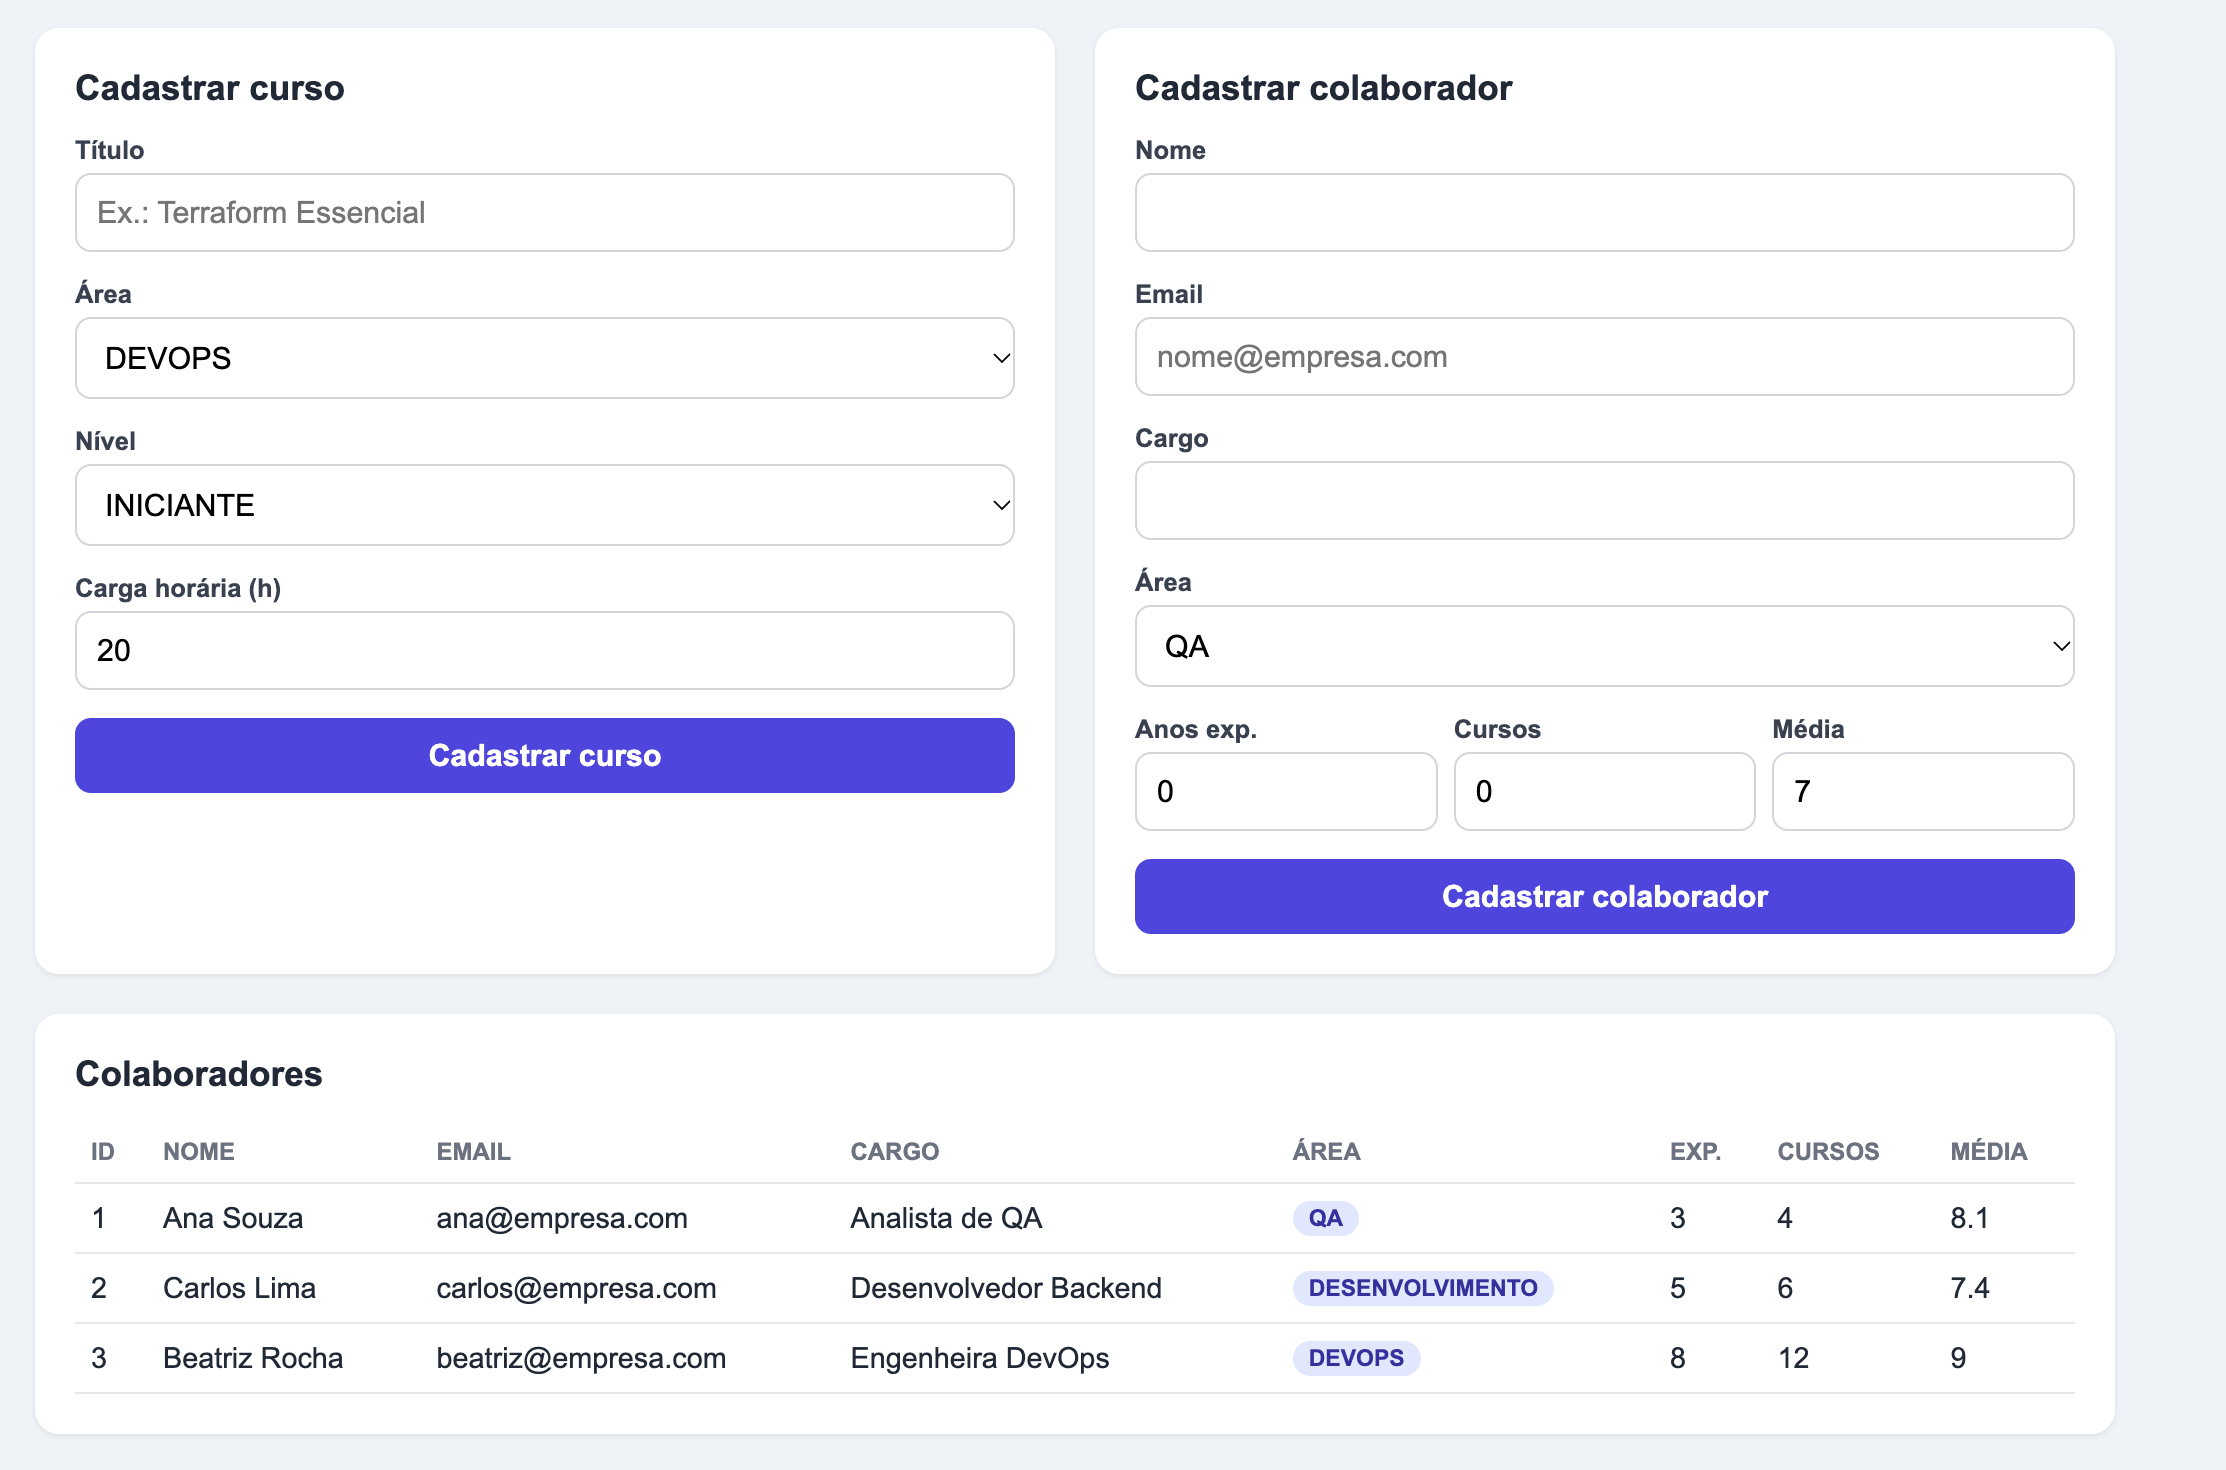 Cadastrar curso
Título
Ex.: Terraform Essencial
Área
DEVOPS
Nível
INICIANTE
Carga horária (h)
20
Cadastrar curso
Cadastrar colaborador
Nome
Email
nome@empresa.com
Cargo
Área
QA
Anos exp. Cursos Média
0 0 7
Cadastrar colaborador
Colaboradores
ID NOME EMAIL CARGO ÁREA EXP. CURSOS MÉDIA
1 Ana Souza ana@empresa.com Analista de QA QA 3 4 8.1
2 Carlos Lima carlos@empresa.com Desenvolvedor Backend DESENVOLVIMENTO 5 6 7.4
3 Beatriz Rocha beatriz@empresa.com Engenheira DevOps DEVOPS 8 12 9